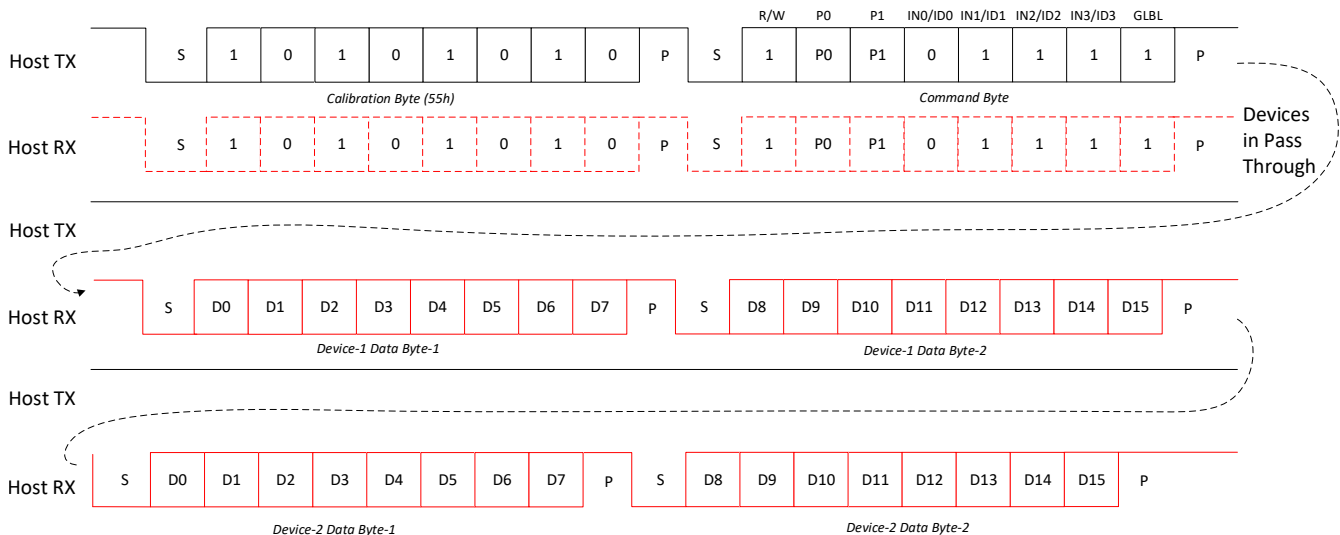 R/W P0 P1 IN0/ID0 IN1/ID1 IN2/ID2 IN3/ID3 GLBL
Host TX S 1 0 1 0 1 0 1 0 P S 1 P0 P1 0 1 1 1 1 P
Calibration Byte (55h) Command Byte
Host RX S 1 0 1 0 1 0 1 0 P S 1 P0 P1 0 1 1 1 1 P
Devices
in Pass
Through
Host TX
Host RX S D0 D1 D2 D3 D4 D5 D6 D7 P S D8 D9 D10 D11 D12 D13 D14 D15 P
Device-1 Data Byte-1 Device-1 Data Byte-2
Host TX
Host RX S D0 D1 D2 D3 D4 D5 D6 D7 P S D8 D9 D10 D11 D12 D13 D14 D15 P
Device-2 Data Byte-1 Device-2 Data Byte-2